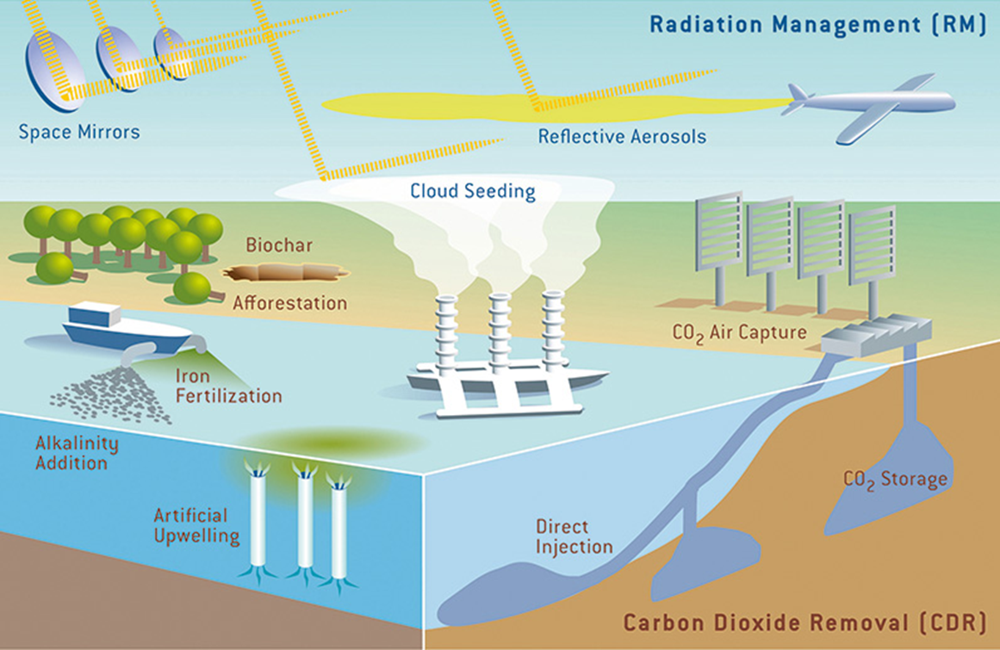 Radiation Management (RM)
Space Mirrors
Reflective Aerosols
Cloud Seeding
Biochar
Afforestation
CO₂ Air Capture
Iron
Fertilization
Alkalinity
Addition
CO₂ Storage
Artificial
Upwelling
Direct
Injection
Carbon Dioxide Removal (CDR)